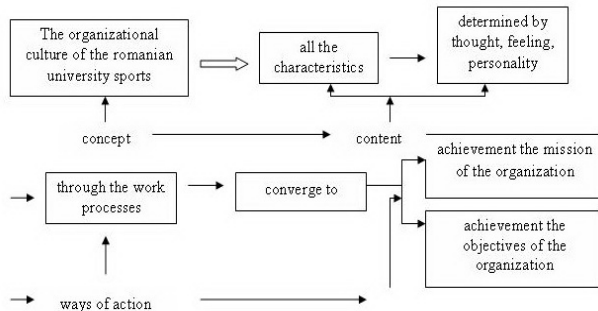 The organizational
culture of the romanian
university sports
all the
characteristics
determined by
thought, feeling,
personality
concept
content
through the work
processes
converge to
achievement the mission
of the organization
achievement the
objectives of the
organization
ways of action